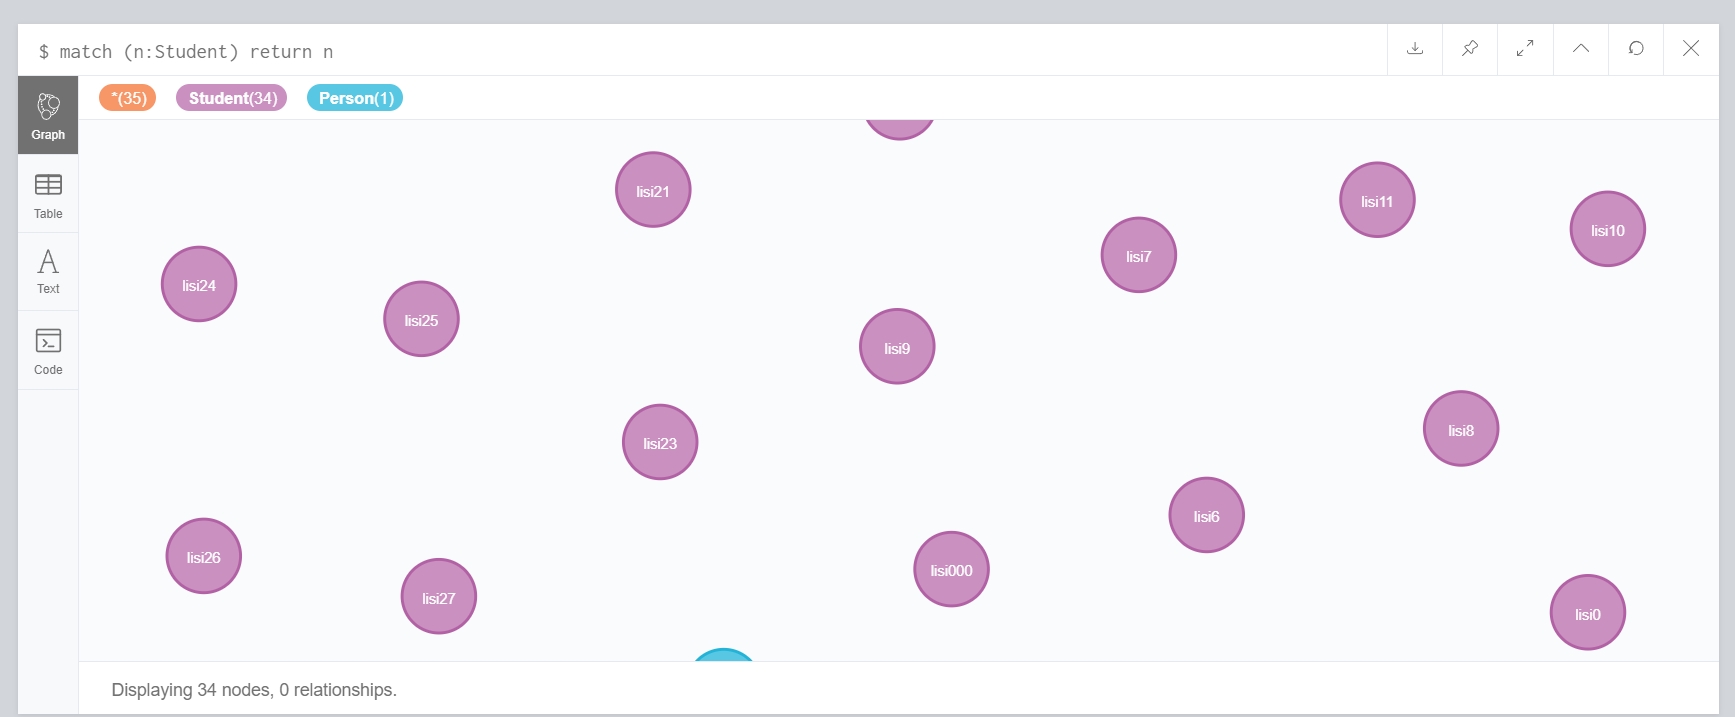 $ match (n:Student) return n
*(35) Student(34) Person(1)
Graph
Table
Text
Code
lisi21
lisi11
lisi10
lisi7
lisi24
lisi25
lisi9
lisi23
lisi8
lisi6
lisi26
lisi000
lisi27
lisi0
Displaying 34 nodes, 0 relationships.